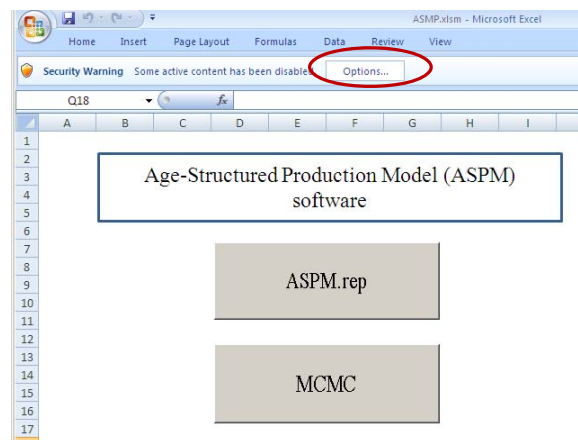 ASMP.xlsm - Microsoft Excel
Home Insert Page Layout Formulas Data Review View
Security Warning Some active content has been disabled Options...
Q18 fx
A B C D E F G H I
1
2
3
4
5
6
7
8
9
10
11
12
13
14
15
16
17
Age-Structured Production Model (ASPM)
software
ASPM.rep
MCMC